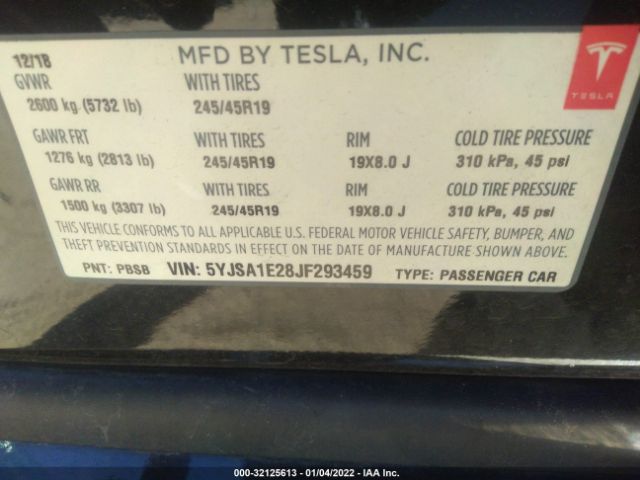 12/18 MFD BY TESLA, INC.
GVWR WITH TIRES
2600 kg (5732 lb) 245/45R19
TESLA
GAWR FRT WITH TIRES RIM COLD TIRE PRESSURE
1276 kg (2813 lb) 245/45R19 19X8.0 J 310 kPa, 45 psi
GAWR RR WITH TIRES RIM COLD TIRE PRESSURE
1500 kg (3307 lb) 245/45R19 19X8.0 J 310 kPa, 45 psi
THIS VEHICLE CONFORMS TO ALL APPLICABLE U.S. FEDERAL MOTOR VEHICLE SAFETY, BUMPER, AND
THEFT PREVENTION STANDARDS IN EFFECT ON THE DATE OF MANUFACTURE SHOWN ABOVE.
PNT: PBSB VIN: 5YJSA1E28JF293459 TYPE: PASSENGER CAR
000-32125613 - 01/04/2022 - IAA Inc.